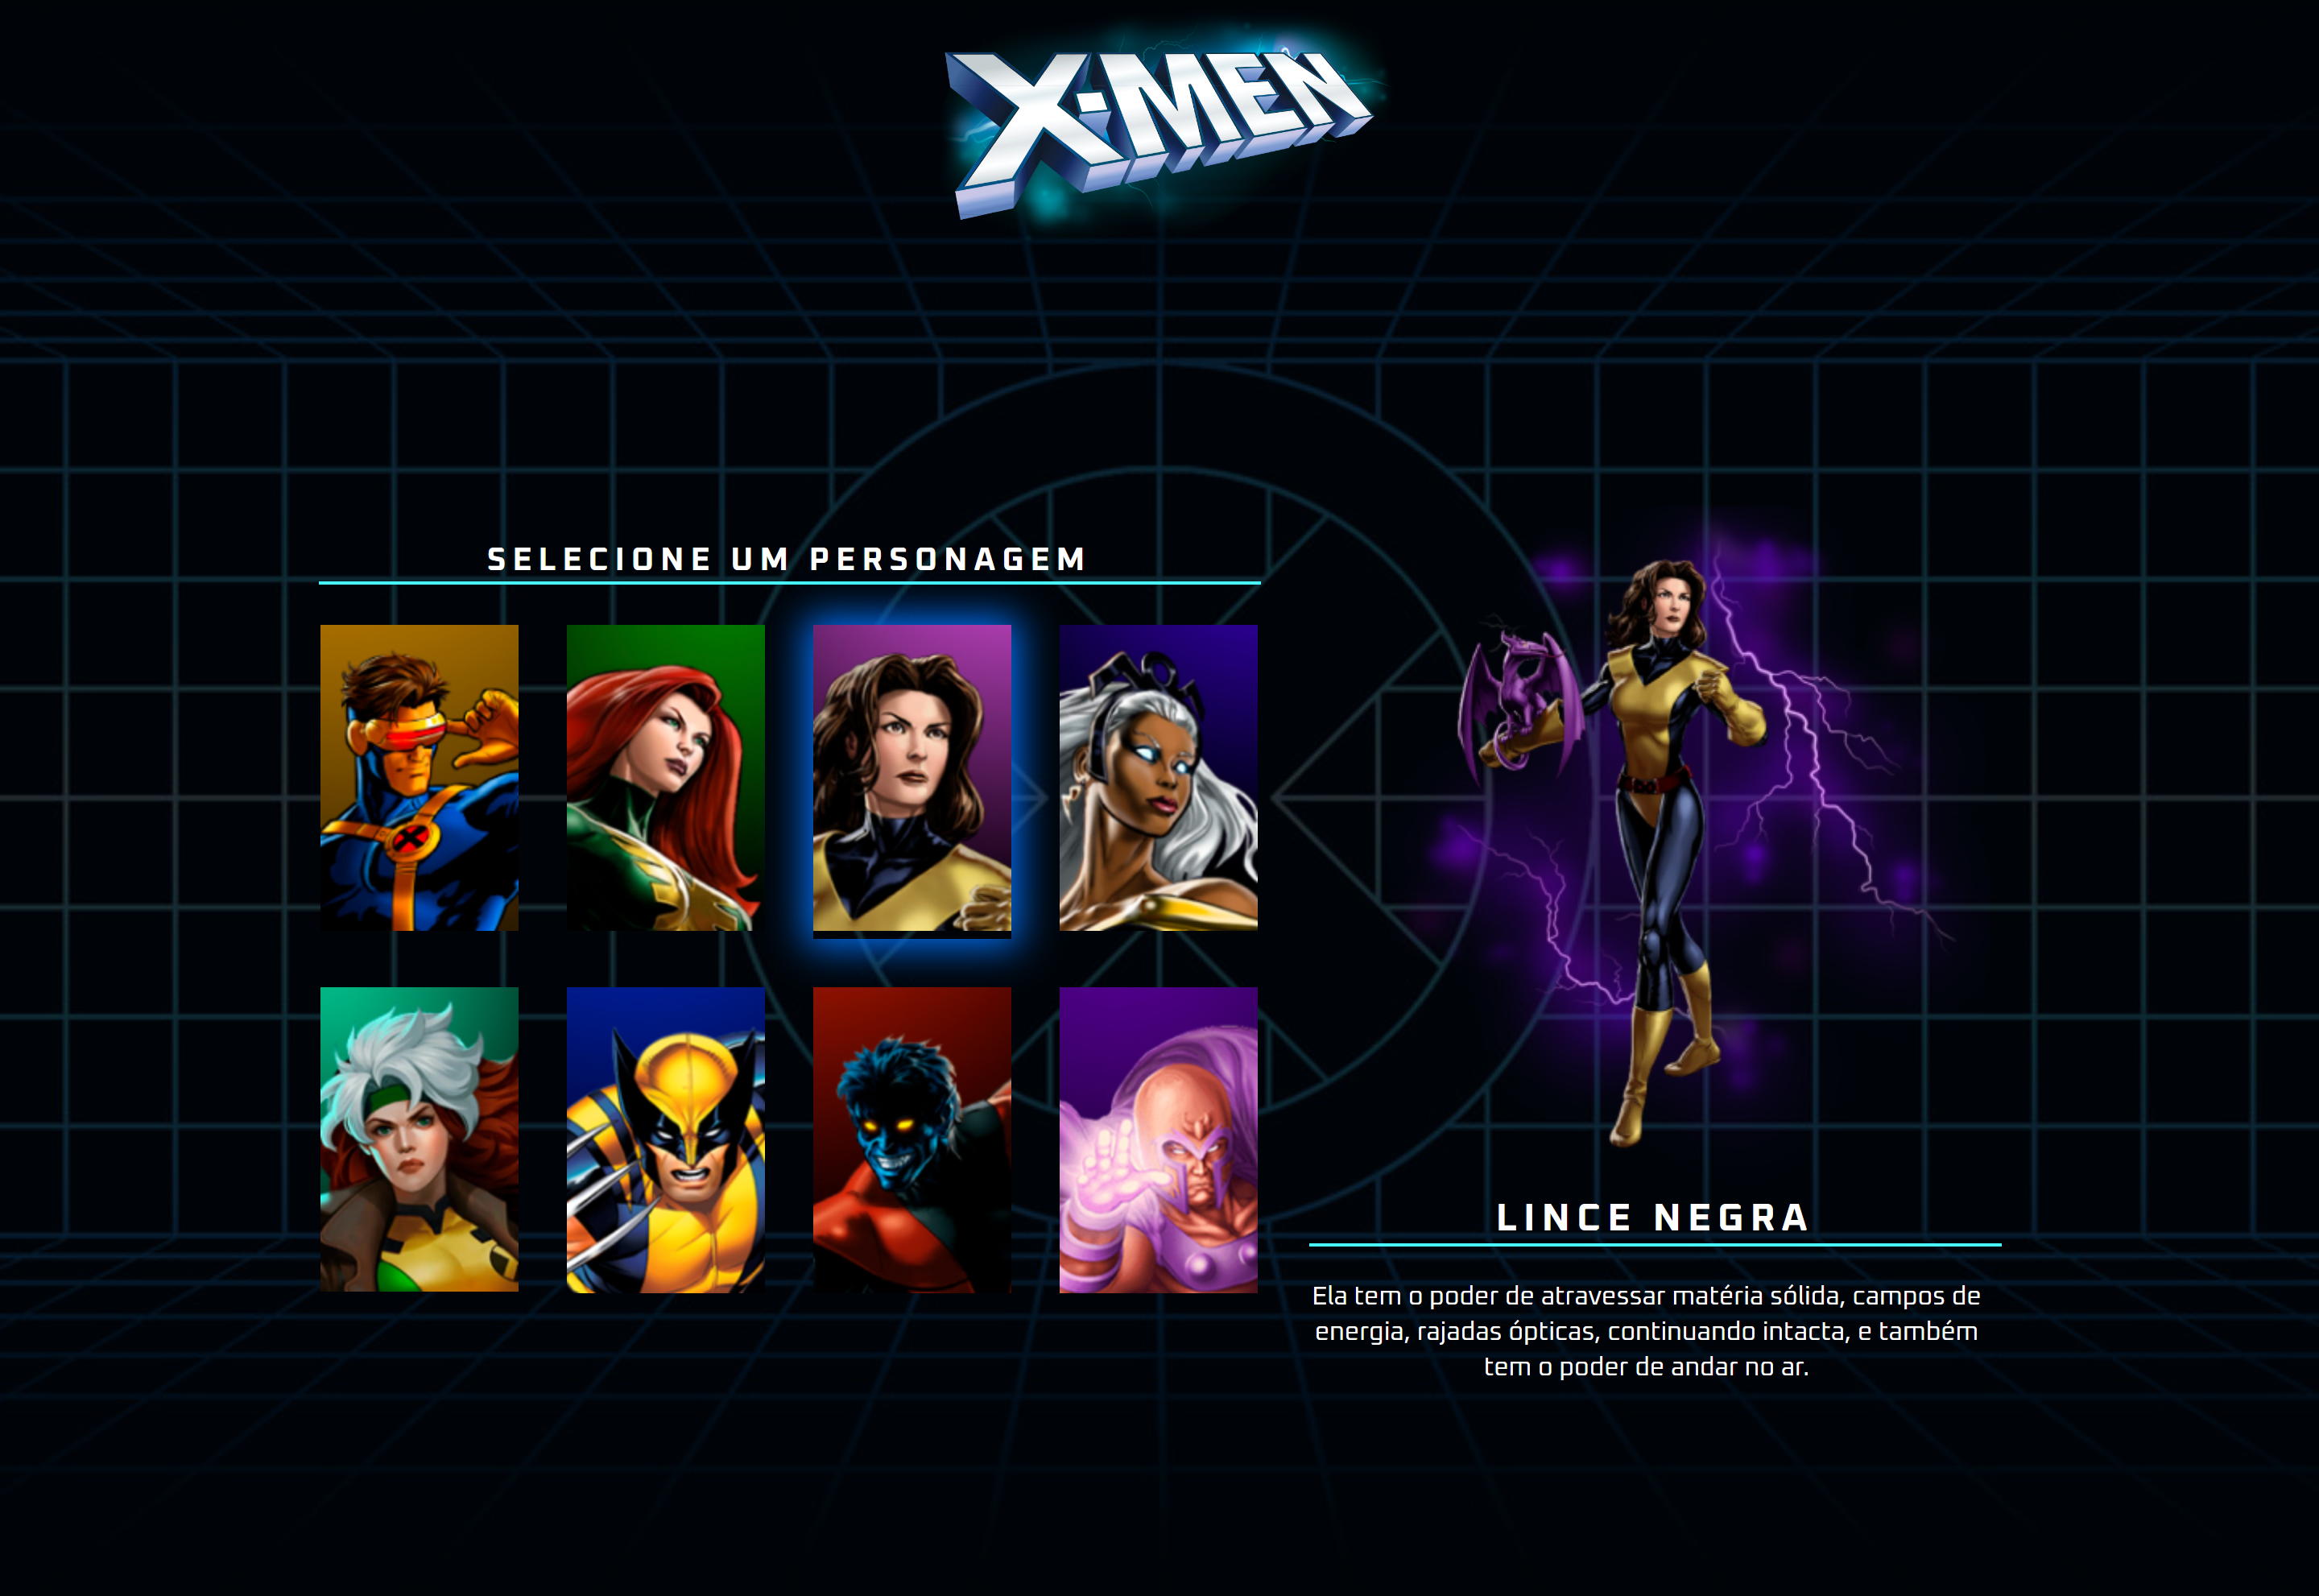 X-MEN
SELECIONE UM PERSONAGEM
LINCE NEGRA
Ela tem o poder de atravessar matéria sólida, campos de
energia, rajadas ópticas, continuando intacta, e também
tem o poder de andar no ar.